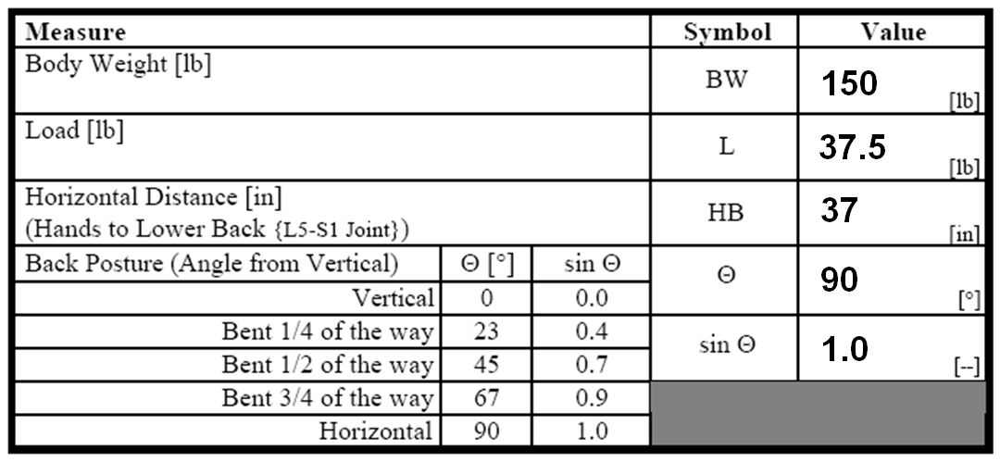 Measure Symbol Value
Body Weight [lb] BW 150 [lb]
Load [lb] L 37.5 [lb]
Horizontal Distance [in]
(Hands to Lower Back {L5-S1 Joint}) HB 37 [in]
Back Posture (Angle from Vertical) Θ [°] sin Θ Θ 90 [°]
Vertical 0 0.0
Bent 1/4 of the way 23 0.4 sin Θ 1.0 [--]
Bent 1/2 of the way 45 0.7
Bent 3/4 of the way 67 0.9
Horizontal 90 1.0